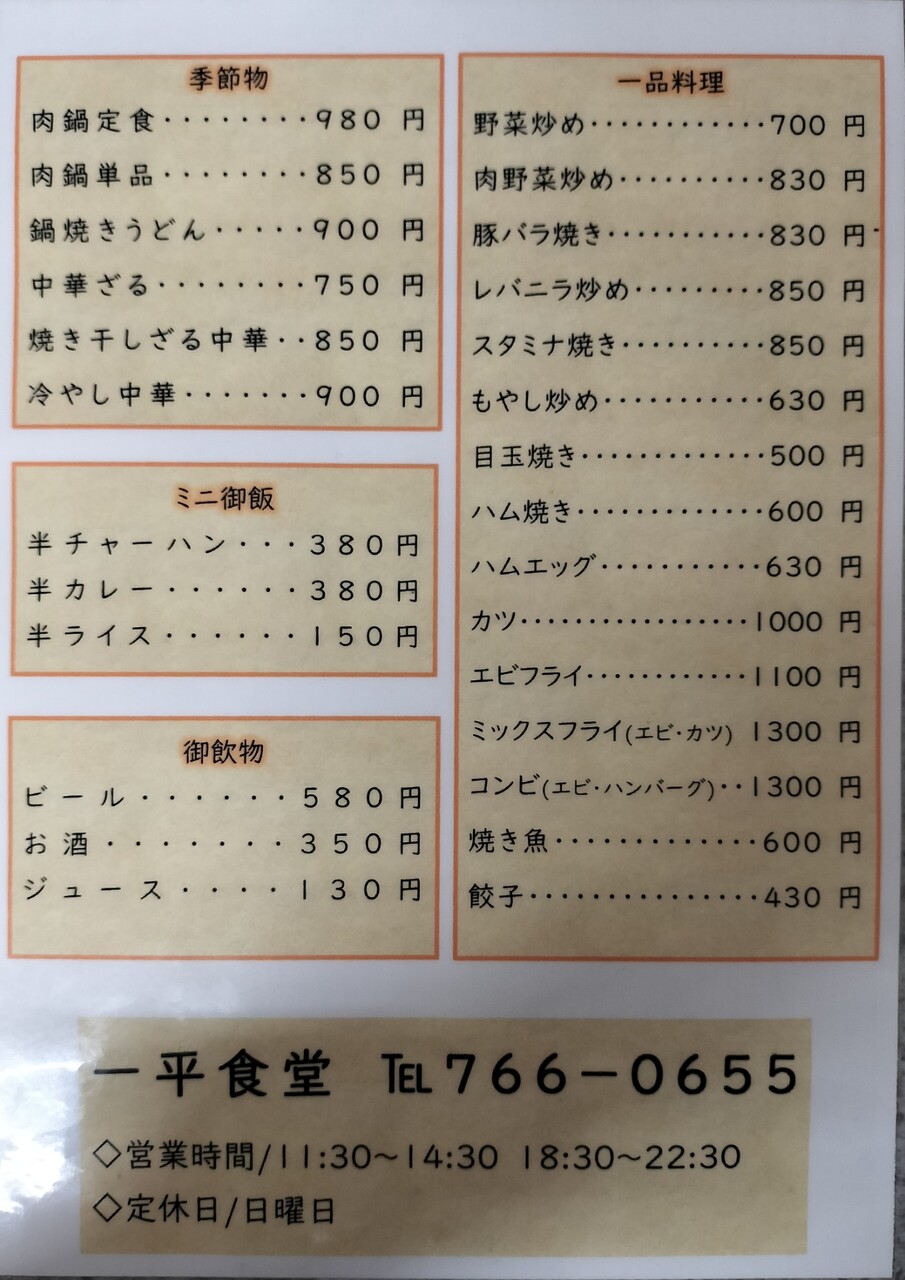 季節物
肉鍋定食・・・・・・・・980 円
肉鍋単品・・・・・・・・850 円
鍋焼きうどん・・・・・900 円
中華ざる・・・・・・・・750 円
焼き干しざる中華・・850 円
冷やし中華・・・・・・・900 円
ミニ御飯
半チャーハン・・・380円
半カレー・・・・・・380円
半ライス・・・・・・150円
御飲物
ビール・・・・・・580円
お酒・・・・・・・350円
ジュース・・・・130円
一品料理
野菜炒め・・・・・・・・・・・・700 円
肉野菜炒め・・・・・・・・・・830 円
豚バラ焼き・・・・・・・・・・・830 円
レバニラ炒め・・・・・・・・・850 円
スタミナ焼き・・・・・・・・・・850 円
もやし炒め・・・・・・・・・・・630 円
目玉焼き・・・・・・・・・・・・・500 円
ハム焼き・・・・・・・・・・・・・600 円
ハムエッグ・・・・・・・・・・・630 円
カツ・・・・・・・・・・・・・・・・・1000 円
エビフライ・・・・・・・・・・・・1100 円
ミックスフライ(エビ・カツ) 1300 円
コンビ(エビ・ハンバーグ)・・1300 円
焼き魚・・・・・・・・・・・・・・600 円
餃子・・・・・・・・・・・・・・・・430 円
一平食堂 ℡766－0655
◇営業時間/11:30～14:30 18:30～22:30
◇定休日/日曜日